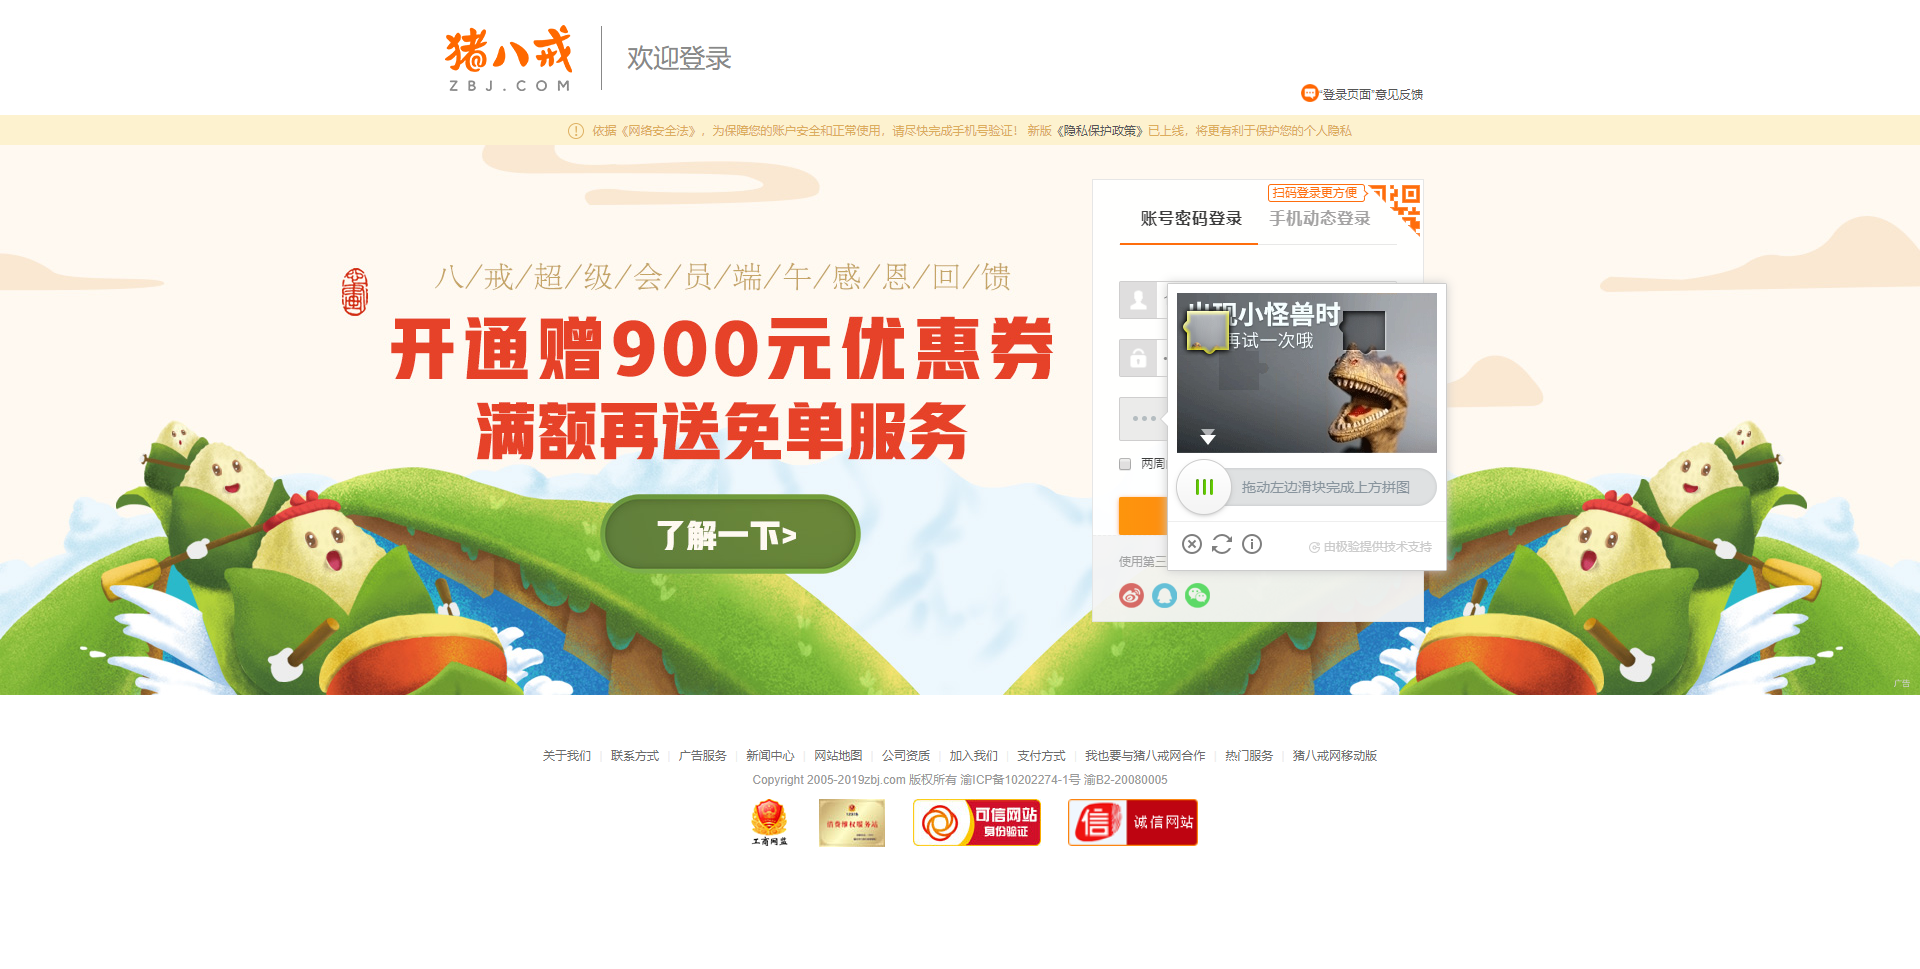 猪八戒
ZBJ.COM
欢迎登录
“登录页面”意见反馈
依据《网络安全法》，为保障您的账户安全和正常使用，请尽快完成手机号验证！ 新版《隐私保护政策》已上线，将更有利于保护您的个人隐私
扫码登录更方便
账号密码登录
手机动态登录
八/戒/超/级/会/员/端/午/感/恩/回/馈
开通赠900元优惠券
满额再送免单服务
了解一下>
出现小怪兽时
再试一次哦
两周
拖动左边滑块完成上方拼图
由极验提供技术支持
使用第三
广告
关于我们 联系方式 广告服务 新闻中心 网站地图 公司资质 加入我们 支付方式 我也要与猪八戒网合作 热门服务 猪八戒网移动版
Copyright 2005-2019zbj.com 版权所有 渝ICP备10202274-1号 渝B2-20080005
工商网监
消费维权服务站
可信网站
身份验证
信
诚信网站